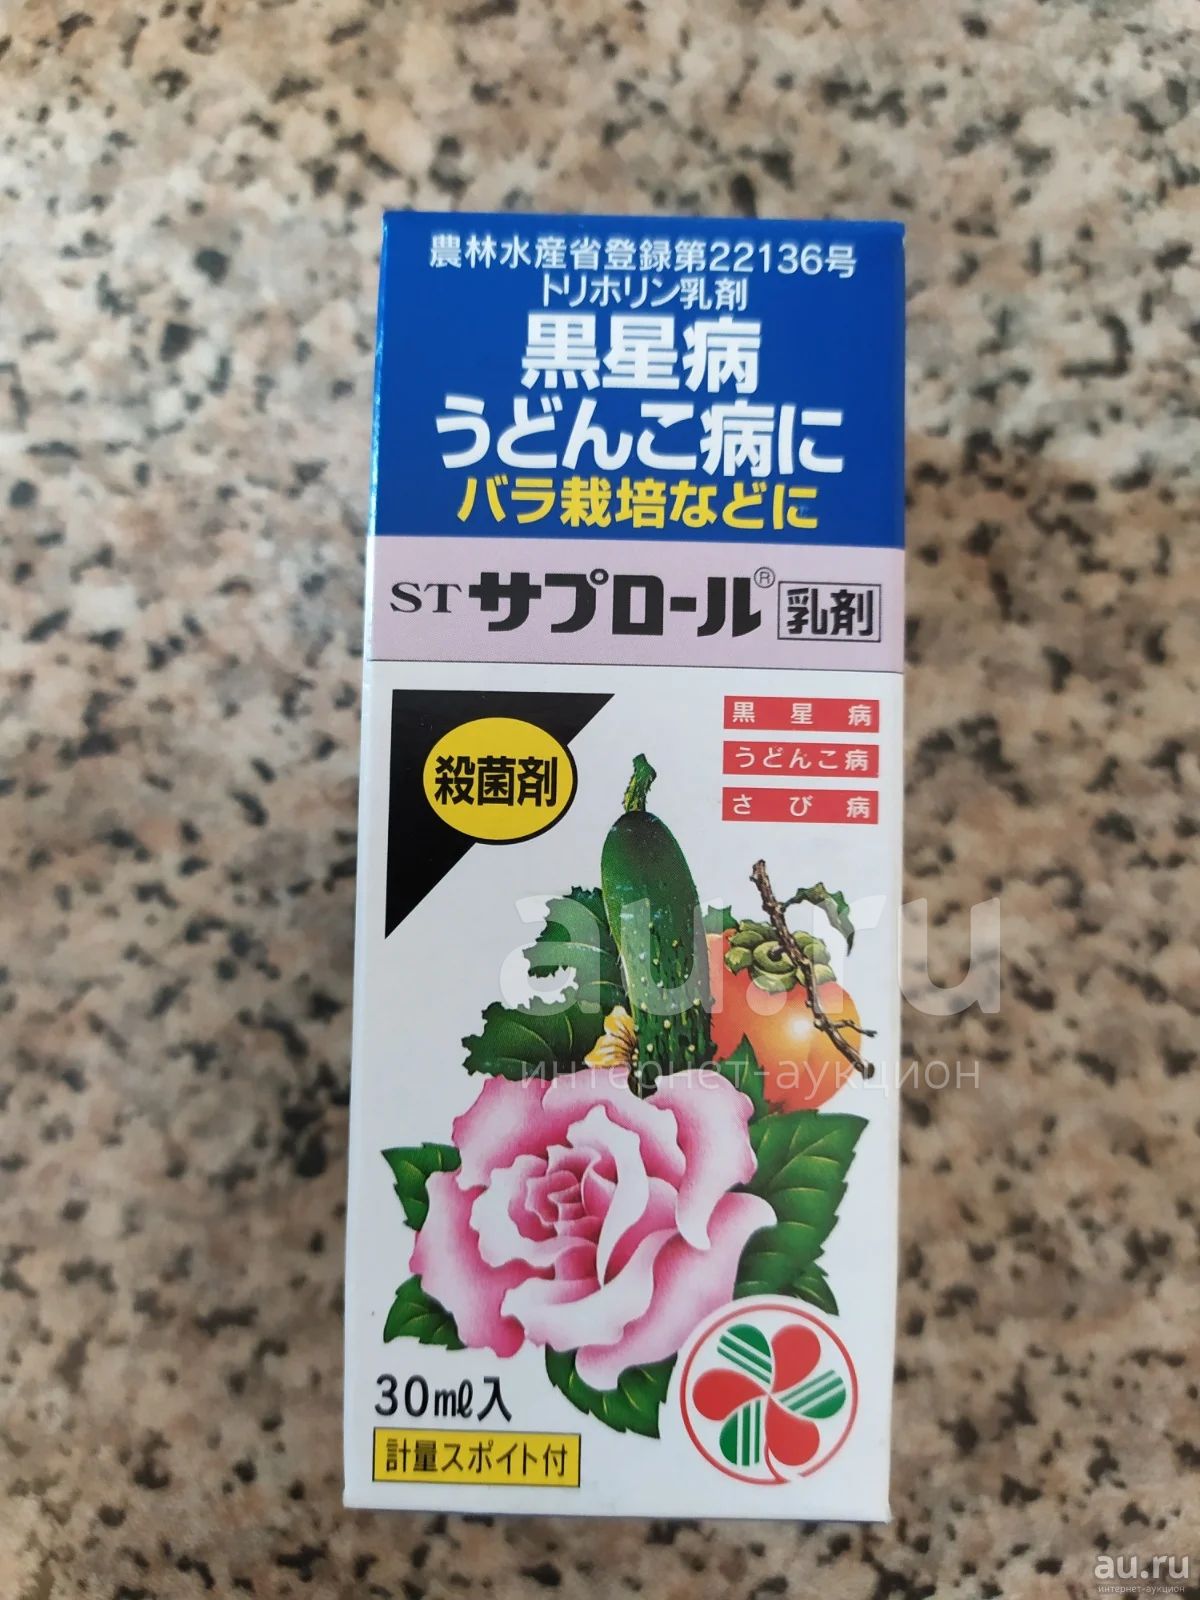 農林水産省登録第22136号
トリホリン乳剤
黒星病
うどんこ病に
バラ栽培などに
STサプロール® 乳剤
殺菌剤
黒星病
うどんこ病
さび病
au.ru
интернет-аукцион
30mℓ入
計量スポイト付
au.ru
интернет-аукцион